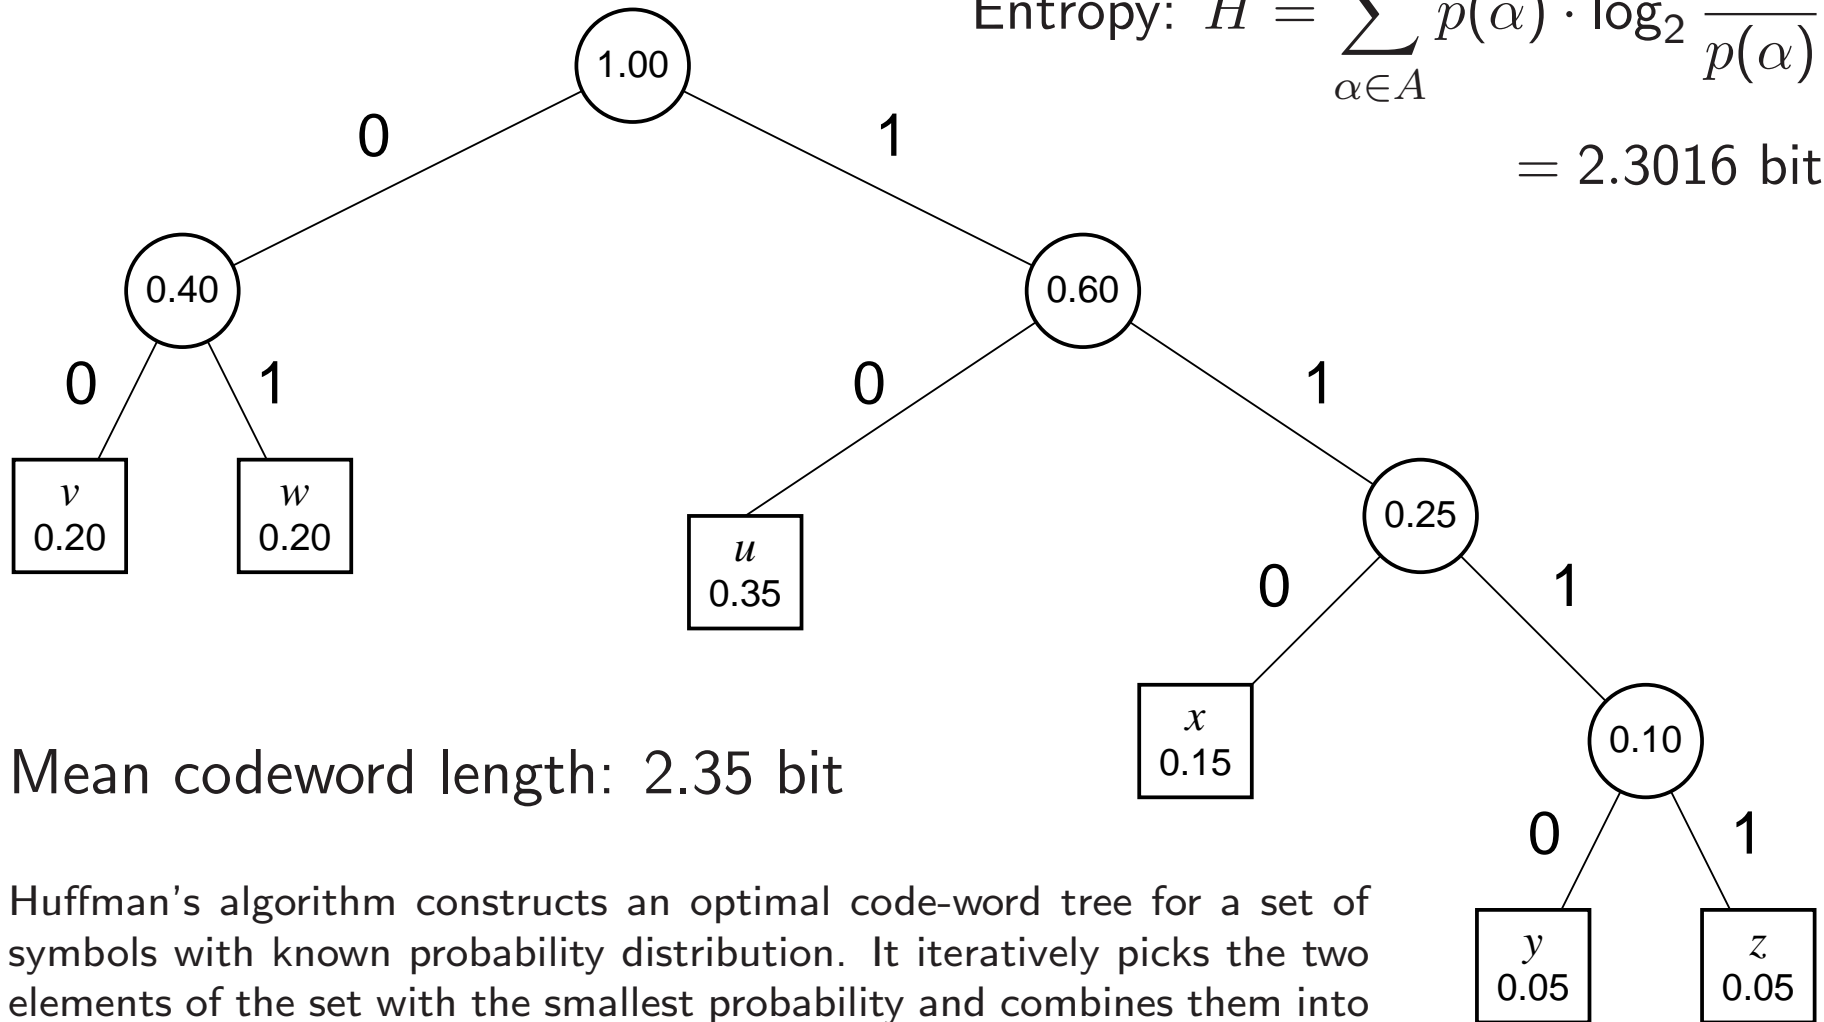 Entropy: H = ∑ p(α) · log₂ 1/p(α)
α∈A
= 2.3016 bit
1.00
0 1
0.40 0.60
0 1 0 1
v 0.20
w 0.20
u 0.35
0.25
0 1
x 0.15
0.10
0 1
y 0.05
z 0.05
Mean codeword length: 2.35 bit
Huffman's algorithm constructs an optimal code-word tree for a set of
symbols with known probability distribution. It iteratively picks the two
elements of the set with the smallest probability and combines them into